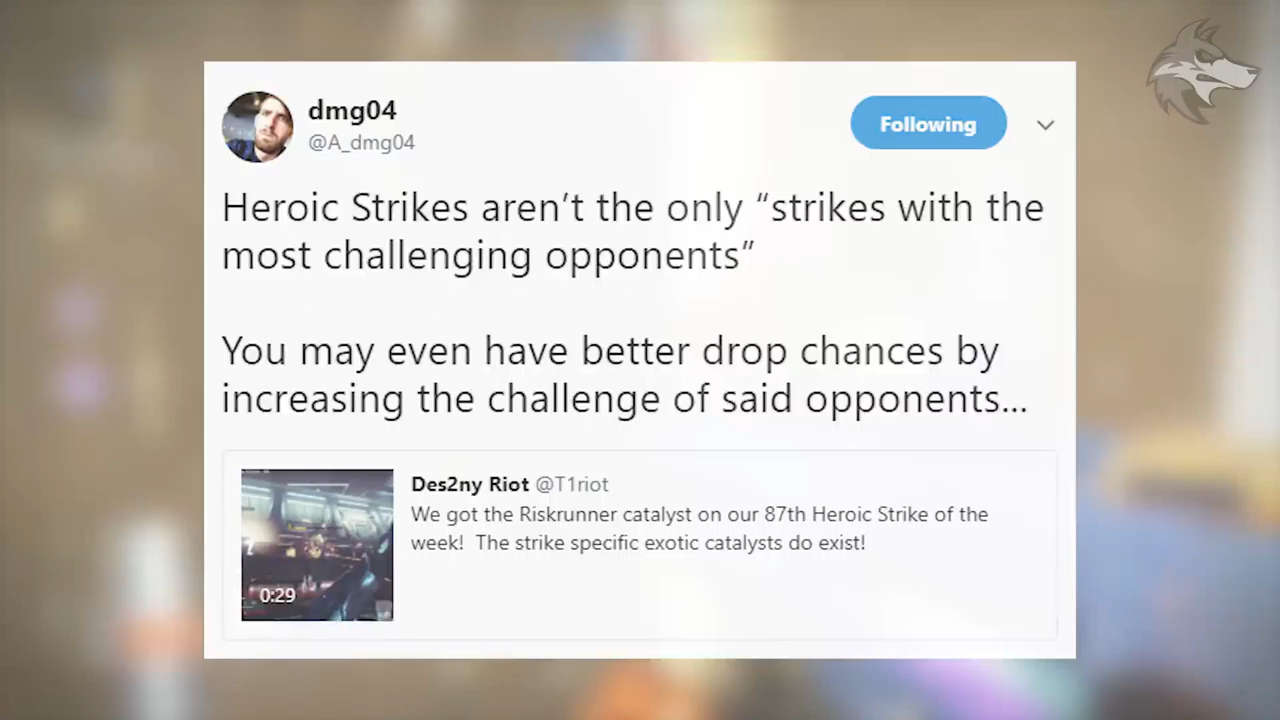 dmg04
@A_dmg04
Following
Heroic Strikes aren’t the only “strikes with the
most challenging opponents”
You may even have better drop chances by
increasing the challenge of said opponents...
Des2ny Riot @T1riot
We got the Riskrunner catalyst on our 87th Heroic Strike of the
week! The strike specific exotic catalysts do exist!
0:29